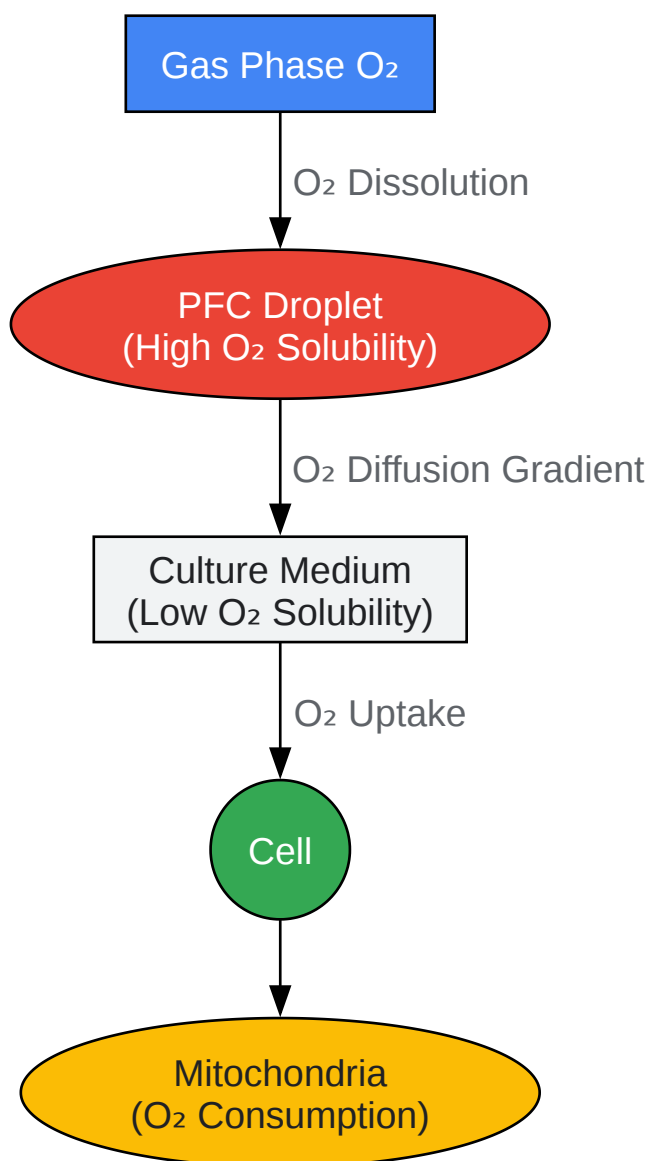 Gas Phase O₂
O₂ Dissolution
PFC Droplet
(High O₂ Solubility)
O₂ Diffusion Gradient
Culture Medium
(Low O₂ Solubility)
O₂ Uptake
Cell
Mitochondria
(O₂ Consumption)